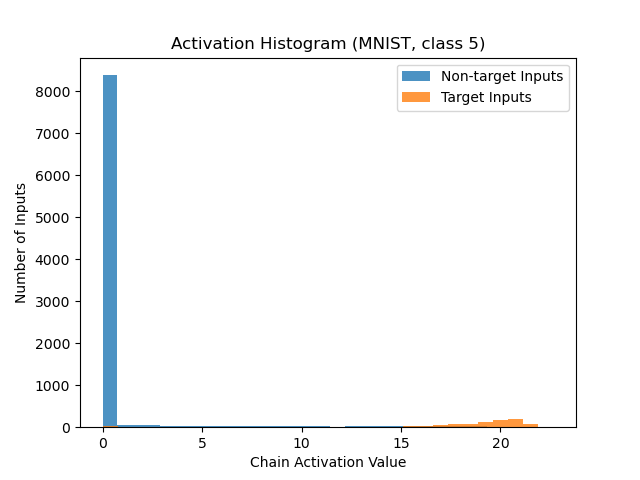 Activation Histogram (MNIST, class 5)
Non-target Inputs
Target Inputs
Number of Inputs
8000
7000
6000
5000
4000
3000
2000
1000
0
0 5 10 15 20
Chain Activation Value